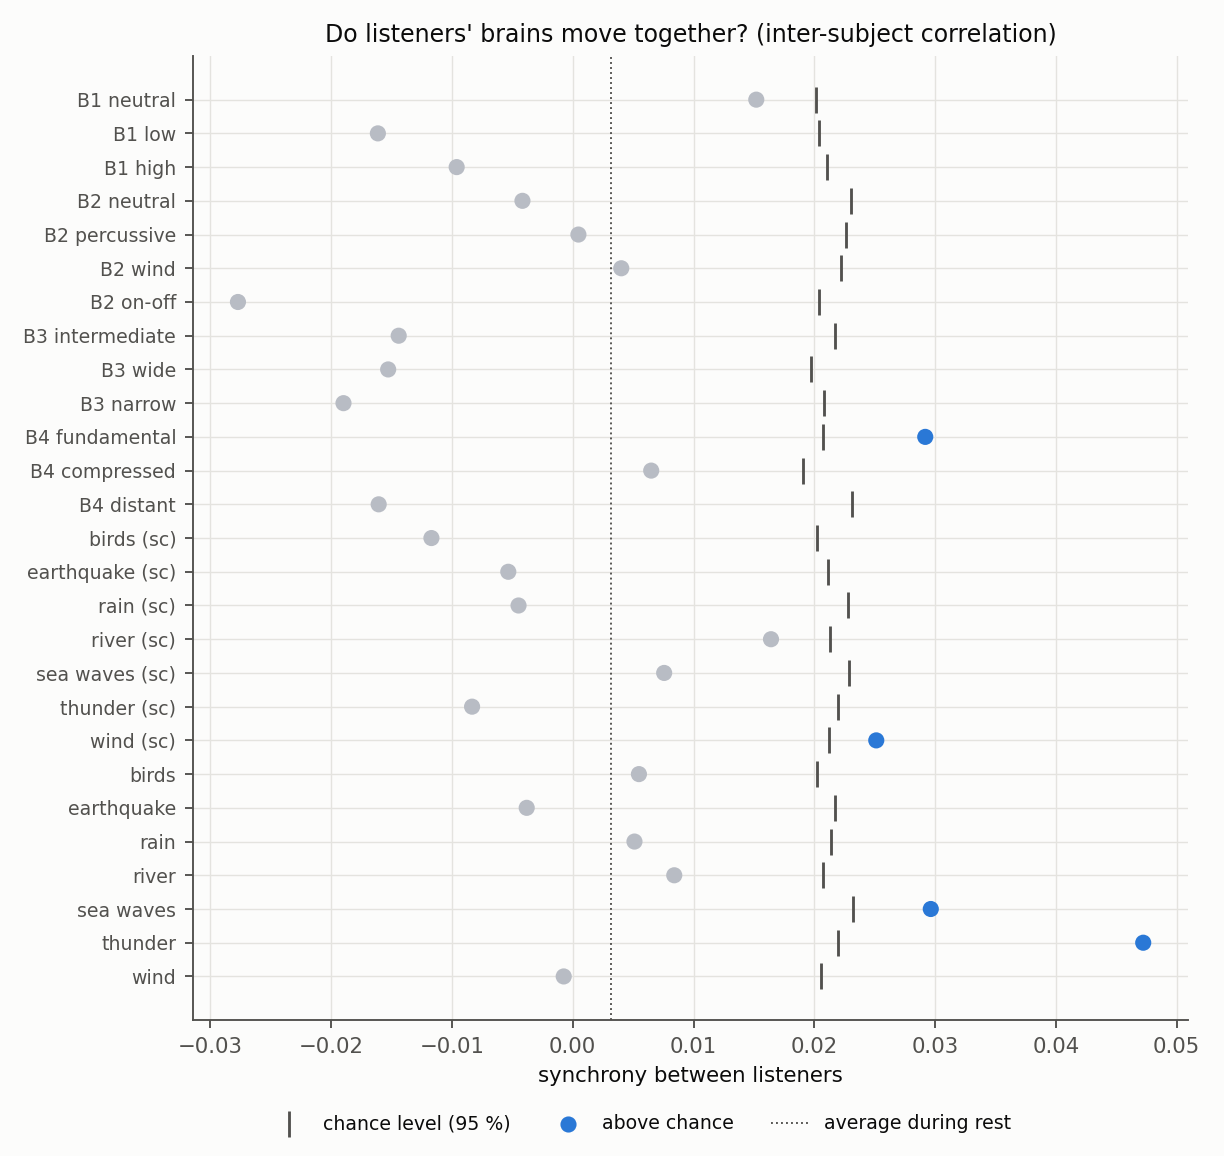 Do listeners' brains move together? (inter-subject correlation)
B1 neutral
B1 low
B1 high
B2 neutral
B2 percussive
B2 wind
B2 on-off
B3 intermediate
B3 wide
B3 narrow
B4 fundamental
B4 compressed
B4 distant
birds (sc)
earthquake (sc)
rain (sc)
river (sc)
sea waves (sc)
thunder (sc)
wind (sc)
birds
earthquake
rain
river
sea waves
thunder
wind
−0.03 −0.02 −0.01 0.00 0.01 0.02 0.03 0.04 0.05
synchrony between listeners
chance level (95 %) above chance average during rest